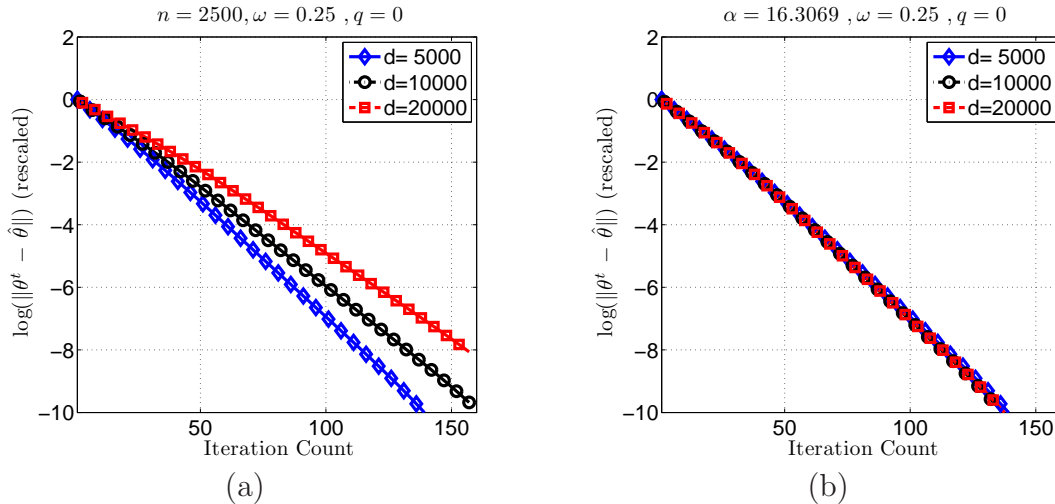 n = 2500, ω = 0.25 , q = 0
2
0
−2
−4
−6
−8
−10
log(||θ^t − θ̂||) (rescaled)
d= 5000
d=10000
d=20000
50
100
150
Iteration Count
(a)
α = 16.3069 , ω = 0.25 , q = 0
2
0
−2
−4
−6
−8
−10
log(||θ^t − θ̂||) (rescaled)
d= 5000
d=10000
d=20000
50
100
150
Iteration Count
(b)